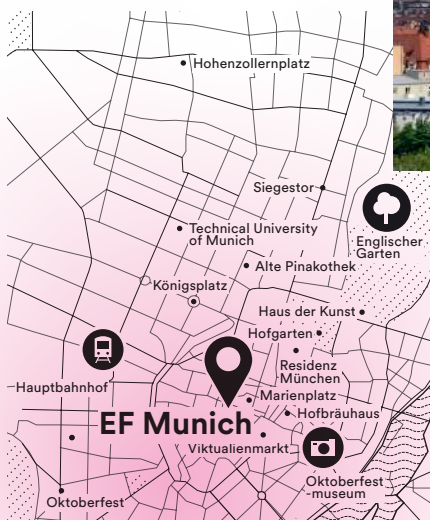 Hohenzollernplatz
Siegestor
Technical University
of Munich
Englischer
Garten
Alte Pinakothek
Königsplatz
Haus der Kunst
Hofgarten
Residenz
München
Hauptbahnhof
Marienplatz
Hofbräuhaus
EF Munich
Viktualienmarkt
Oktoberfest
-museum
Oktoberfest